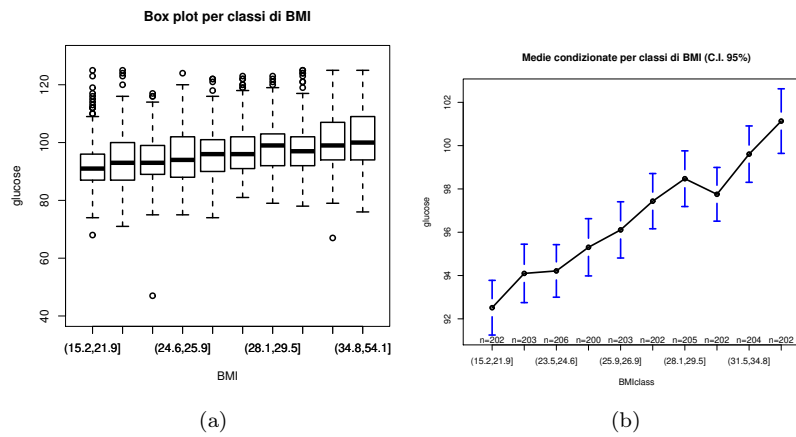 Box plot per classi di BMI
glucose
40 60 80 100 120
(15.2,21.9] (24.6,25.9] (28.1,29.5] (34.8,54.1]
BMI
(a)
Medie condizionate per classi di BMI (C.I. 95%)
glucose
92 94 96 98 100 102
n=202 n=203 n=206 n=200 n=203 n=202 n=205 n=202 n=204 n=202
(15.2,21.9] (23.5,24.6] (25.9,26.9] (28.1,29.5] (31.5,34.8]
BMIclass
(b)